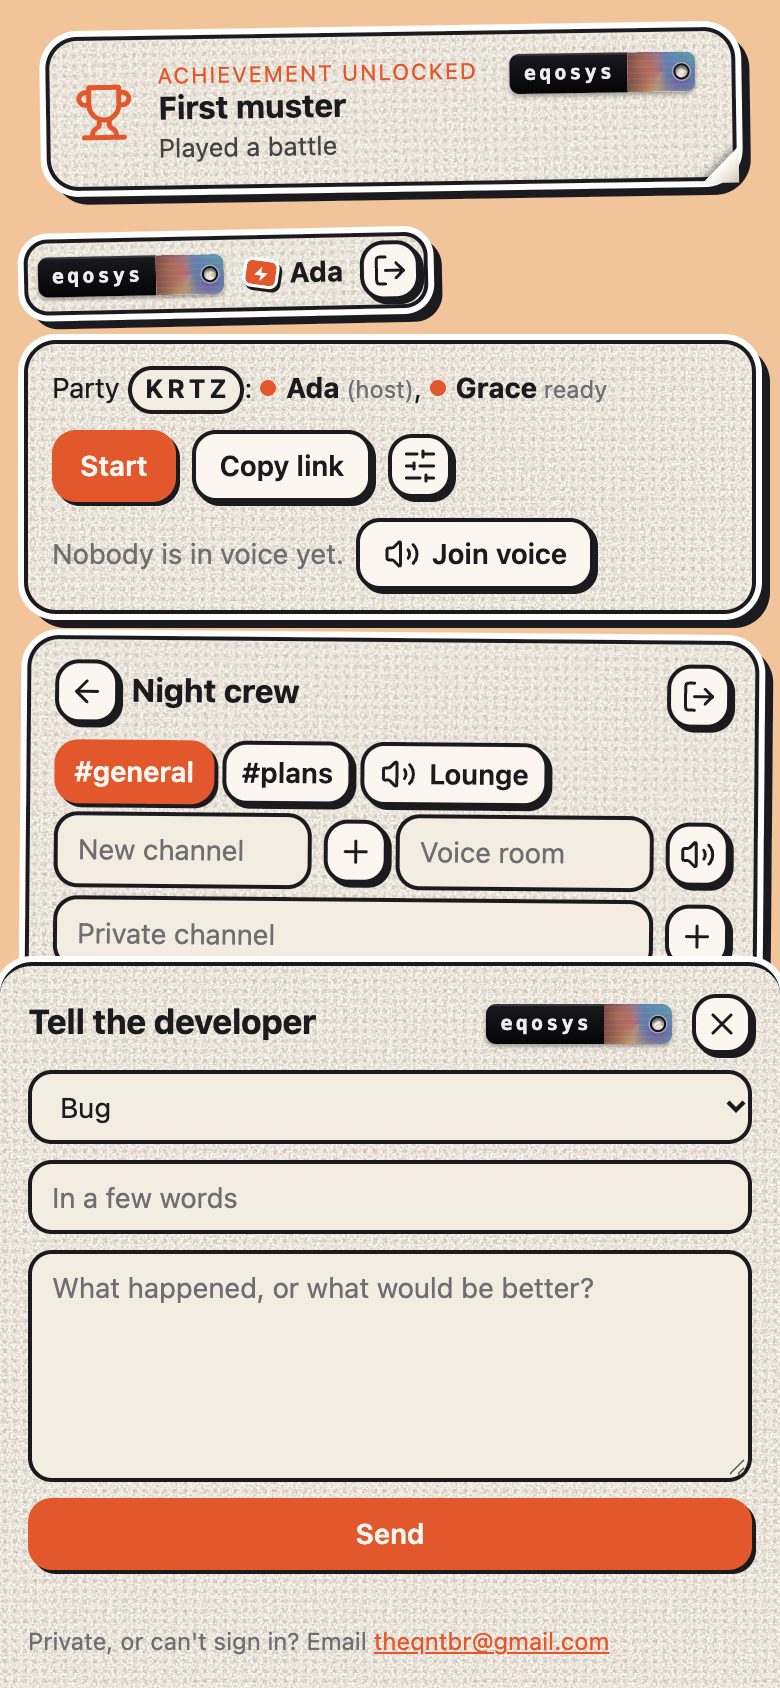 ACHIEVEMENT UNLOCKED
eqosys
First muster
Played a battle
eqosys
Ada
Party KRTZ: Ada (host), Grace ready
Start
Copy link
Nobody is in voice yet.
Join voice
Night crew
#general
#plans
Lounge
New channel
Voice room
Private channel
Tell the developer
eqosys
Bug
In a few words
What happened, or what would be better?
Send
Private, or can't sign in? Email theqntbr@gmail.com